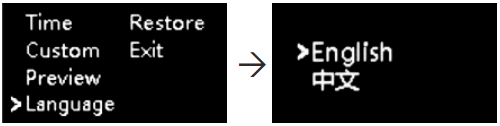 Time Restore
Custom Exit
Preview
>Language
→
>English
中文